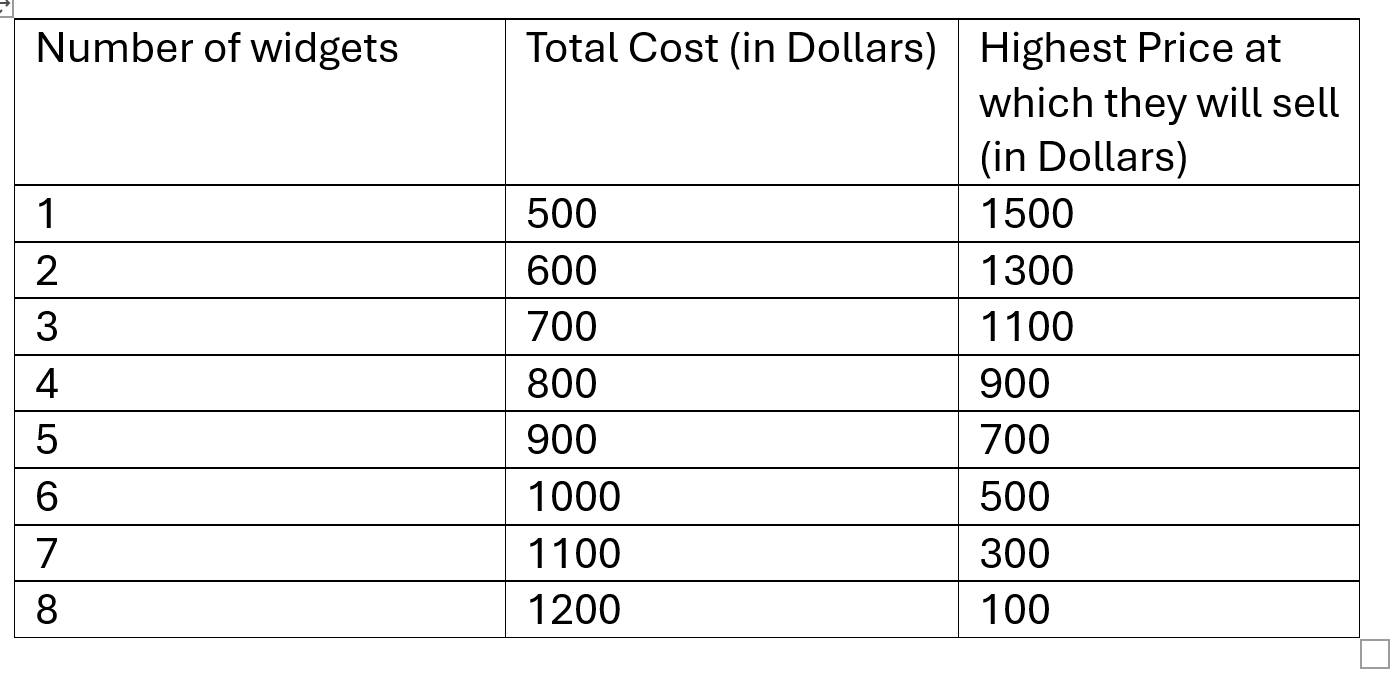 Number of widgets Total Cost (in Dollars) Highest Price at
which they will sell
(in Dollars)
1 500 1500
2 600 1300
3 700 1100
4 800 900
5 900 700
6 1000 500
7 1100 300
8 1200 100